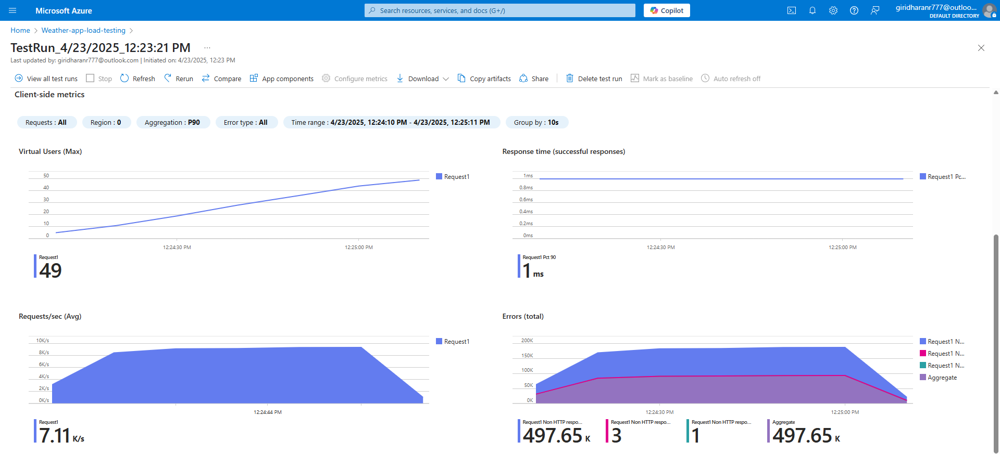 Microsoft Azure
Search resources, services, and docs (G+/)
Copilot
giridharanr777@outloo...
DEFAULT DIRECTORY
Home > Weather-app-load-testing >
TestRun_4/23/2025_12:23:21 PM ...
Last updated by: giridharanr777@outlook.com | Initiated on: 4/23/2025, 12:23 PM
View all test runs Stop Refresh Rerun Compare App components Configure metrics Download Copy artifacts Share Delete test run Mark as baseline Auto refresh off
Client-side metrics
Requests : All Region : 0 Aggregation : P90 Error type : All Time range : 4/23/2025, 12:24:10 PM - 4/23/2025, 12:25:11 PM Group by : 10s
Virtual Users (Max)
50
40
30
20
10
0
12:24:30 PM 12:25:00 PM
Request1
Request1
49
Response time (successful responses)
1ms
0.8ms
0.6ms
0.4ms
0.2ms
0ms
12:24:30 PM 12:25:00 PM
Request1 Pc...
Request1 Pct 90
1 ms
Requests/sec (Avg)
10K/s
8K/s
6K/s
4K/s
2K/s
0K/s
12:24:44 PM
Request1
Request1
7.11 K/s
Errors (total)
200K
150K
100K
50K
0K
12:24:30 PM 12:25:00 PM
Request1 N...
Request1 N...
Request1 N...
Aggregate
Request1 Non HTTP respo... Request1 Non HTTP respo... Request1 Non HTTP respo... Aggregate
497.65 K 3 1 497.65 K